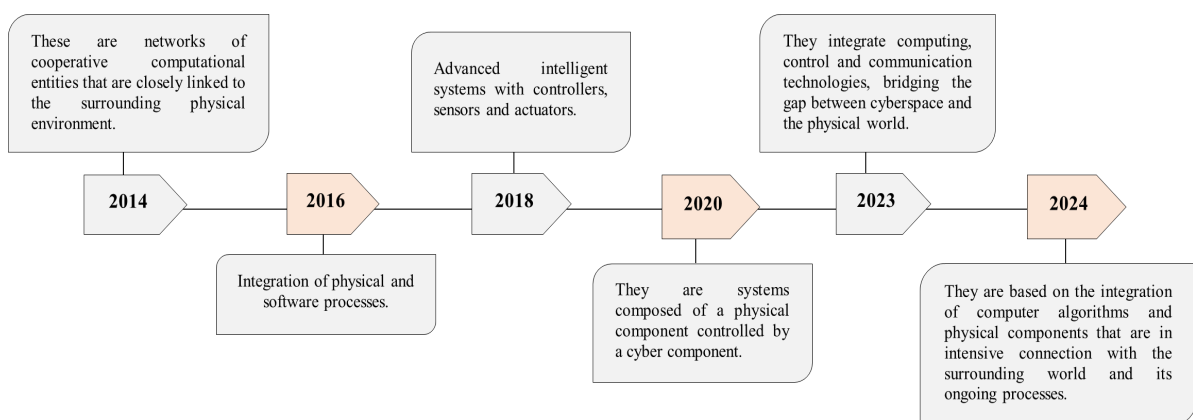 These are networks of
cooperative computational
entities that are closely linked to
the surrounding physical
environment.
2014
2016
Integration of physical and
software processes.
Advanced intelligent
systems with controllers,
sensors and actuators.
2018
2020
They are systems
composed of a physical
component controlled by
a cyber component.
They integrate computing,
control and communication
technologies, bridging the
gap between cyberspace and
the physical world.
2023
2024
They are based on the integration
of computer algorithms and
physical components that are in
intensive connection with the
surrounding world and its
ongoing processes.